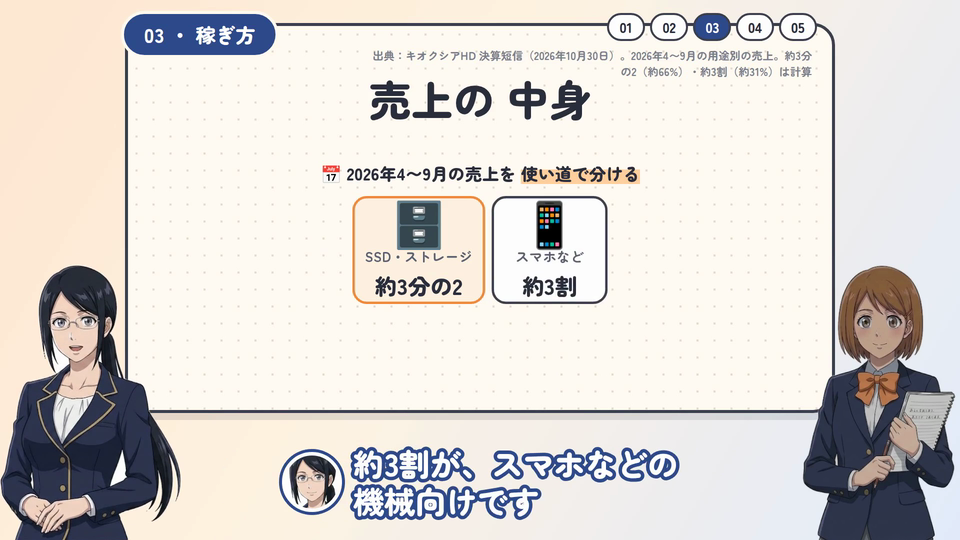 03 ・ 稼ぎ方
01 02 03 04 05
出典：キオクシアHD 決算短信（2026年10月30日）。2026年4〜9月の用途別の売上。約3分
の2（約66%）・約3割（約31%）は計算
売上の 中身
July 17 2026年4〜9月の売上を 使い道で分ける
SSD・ストレージ
約3分の2
スマホなど
約3割
約3割が、スマホなどの
機械向けです